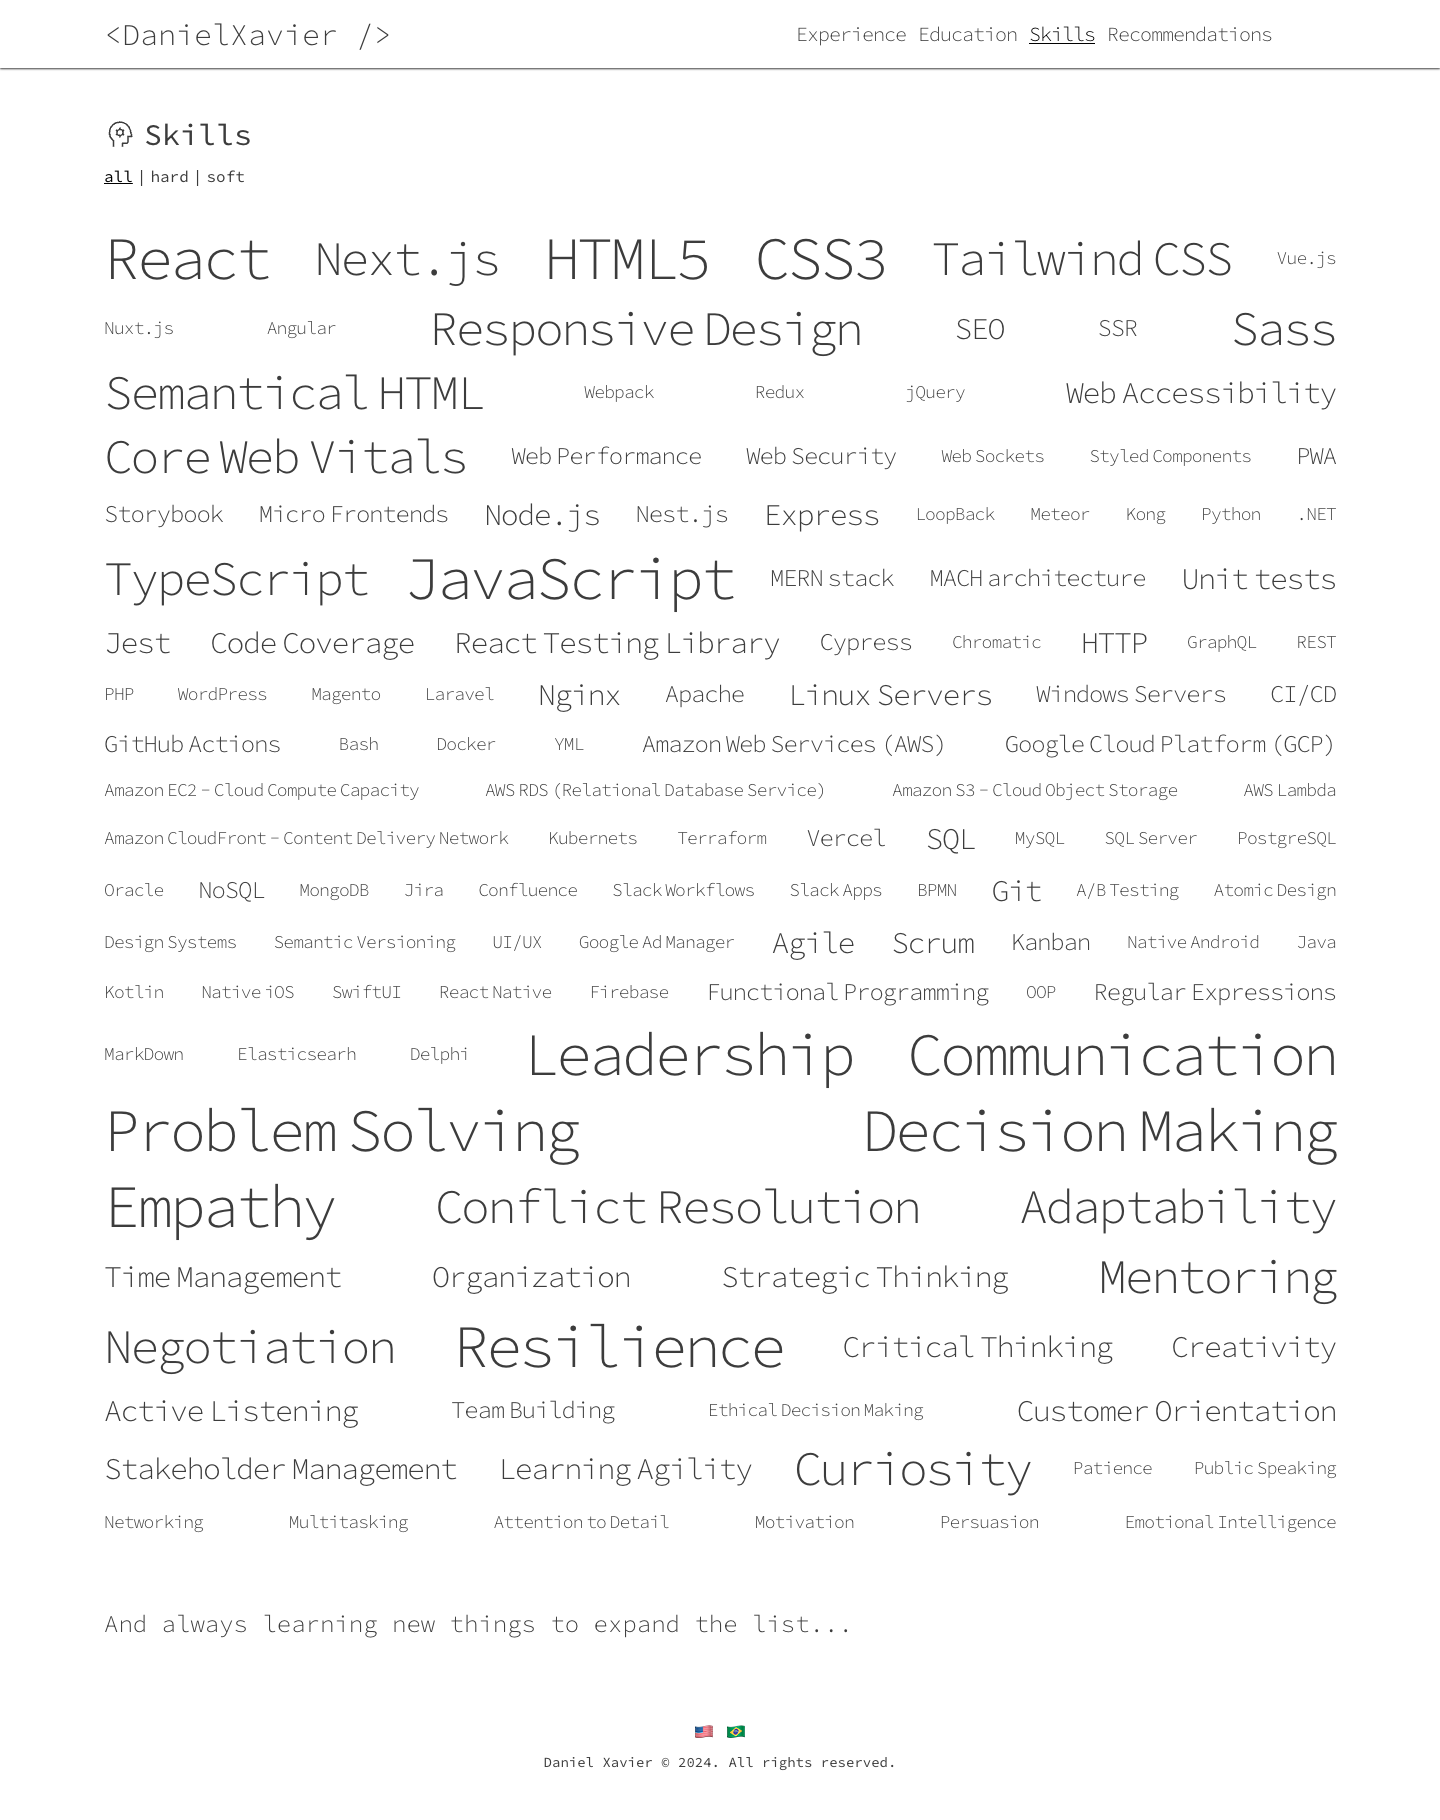 <DanielXavier /> Experience Education Skills Recommendations
Skills
all | hard | soft
React Next.js HTML5 CSS3 Tailwind CSS Vue.js
Nuxt.js Angular Responsive Design SEO SSR Sass
Semantical HTML Webpack Redux jQuery Web Accessibility
Core Web Vitals Web Performance Web Security Web Sockets Styled Components PWA
Storybook Micro Frontends Node.js Nest.js Express LoopBack Meteor Kong Python .NET
TypeScript JavaScript MERN stack MACH architecture Unit tests
Jest Code Coverage React Testing Library Cypress Chromatic HTTP GraphQL REST
PHP WordPress Magento Laravel Nginx Apache Linux Servers Windows Servers CI/CD
GitHub Actions Bash Docker YML Amazon Web Services (AWS) Google Cloud Platform (GCP)
Amazon EC2 - Cloud Compute Capacity AWS RDS (Relational Database Service) Amazon S3 - Cloud Object Storage AWS Lambda
Amazon CloudFront - Content Delivery Network Kubernets Terraform Vercel SQL MySQL SQL Server PostgreSQL
Oracle NoSQL MongoDB Jira Confluence Slack Workflows Slack Apps BPMN Git A/B Testing Atomic Design
Design Systems Semantic Versioning UI/UX Google Ad Manager Agile Scrum Kanban Native Android Java
Kotlin Native iOS SwiftUI React Native Firebase Functional Programming OOP Regular Expressions
MarkDown Elasticsearh Delphi Leadership Communication
Problem Solving Decision Making
Empathy Conflict Resolution Adaptability
Time Management Organization Strategic Thinking Mentoring
Negotiation Resilience Critical Thinking Creativity
Active Listening Team Building Ethical Decision Making Customer Orientation
Stakeholder Management Learning Agility Curiosity Patience Public Speaking
Networking Multitasking Attention to Detail Motivation Persuasion Emotional Intelligence
And always learning new things to expand the list...
Daniel Xavier © 2024. All rights reserved.